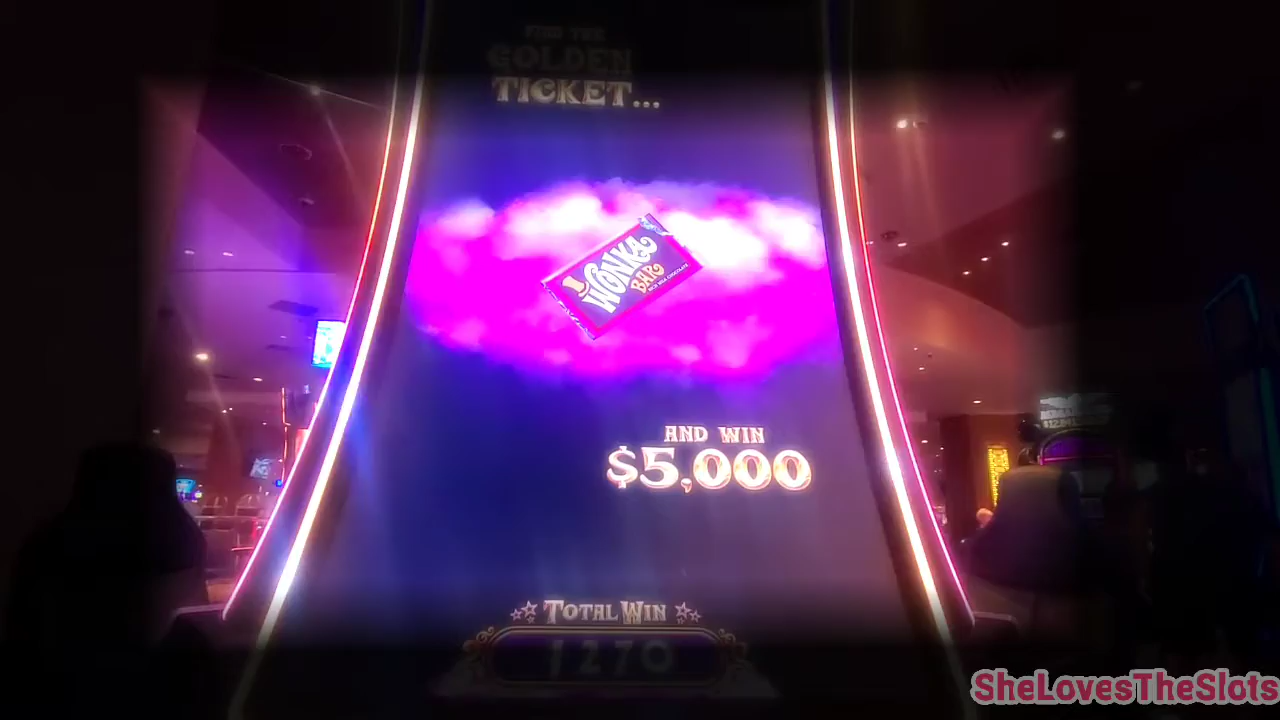 FIND THE
GOLDEN
TICKET...
WONKA
BAR
AND WIN
$5,000
TOTAL WIN
1270
SheLovesTheSlots